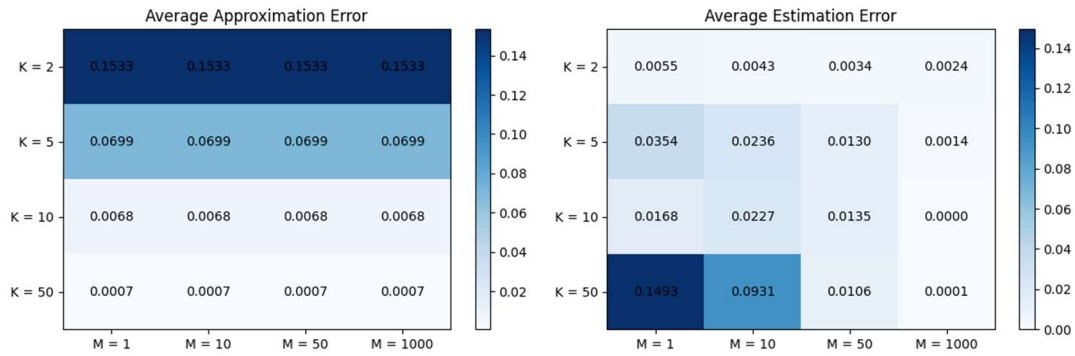 Average Approximation Error
K = 2 0.1533 0.1533 0.1533 0.1533
K = 5 0.0699 0.0699 0.0699 0.0699
K = 10 0.0068 0.0068 0.0068 0.0068
K = 50 0.0007 0.0007 0.0007 0.0007
M = 1 M = 10 M = 50 M = 1000
0.14
0.12
0.10
0.08
0.06
0.04
0.02
Average Estimation Error
K = 2 0.0055 0.0043 0.0034 0.0024
K = 5 0.0354 0.0236 0.0130 0.0014
K = 10 0.0168 0.0227 0.0135 0.0000
K = 50 0.1493 0.0931 0.0106 0.0001
M = 1 M = 10 M = 50 M = 1000
0.14
0.12
0.10
0.08
0.06
0.04
0.02
0.00